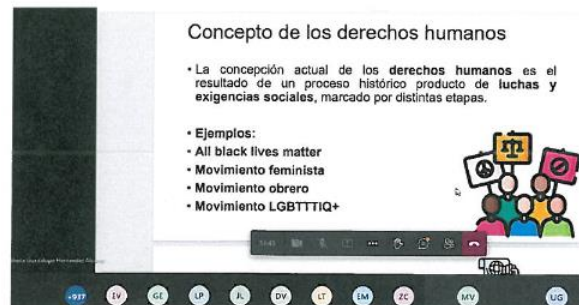 Concepto de los derechos humanos
• La concepción actual de los derechos humanos es el
resultado de un proceso histórico producto de luchas y
exigencias sociales, marcado por distintas etapas.
• Ejemplos:
• All black lives matter
• Movimiento feminista
• Movimiento obrero
• Movimiento LGBTTTIQ+
+937 EV GE LP JL DV LT EM ZC MV UG